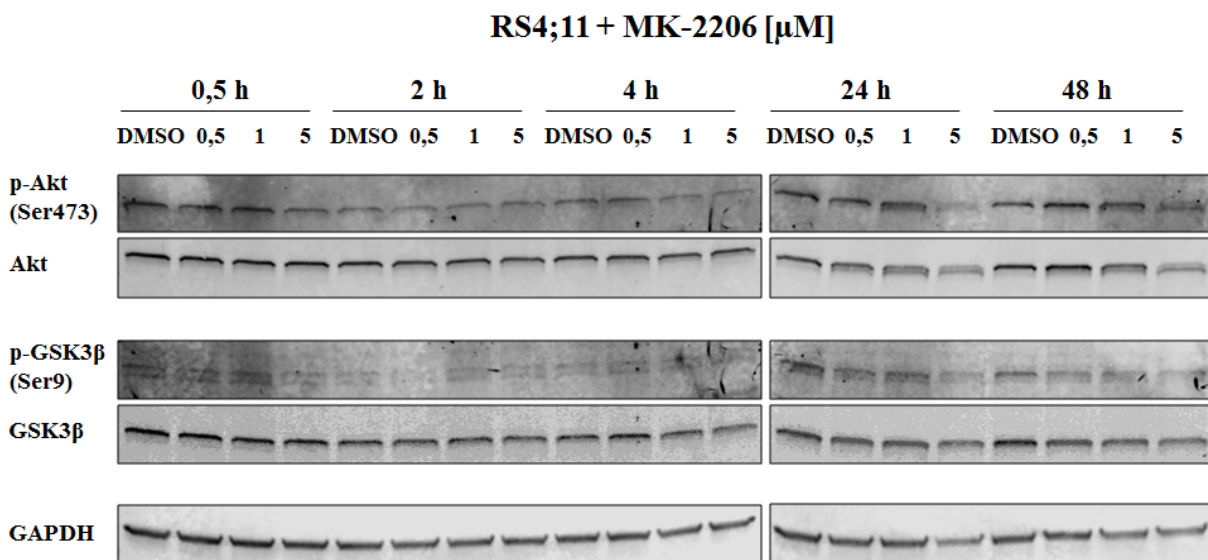 RS4;11 + MK-2206 [µM]
0,5 h 2 h 4 h 24 h 48 h
DMSO 0,5 1 5 DMSO 0,5 1 5 DMSO 0,5 1 5 DMSO 0,5 1 5 DMSO 0,5 1 5
p-Akt
(Ser473)
Akt
p-GSK3β
(Ser9)
GSK3β
GAPDH